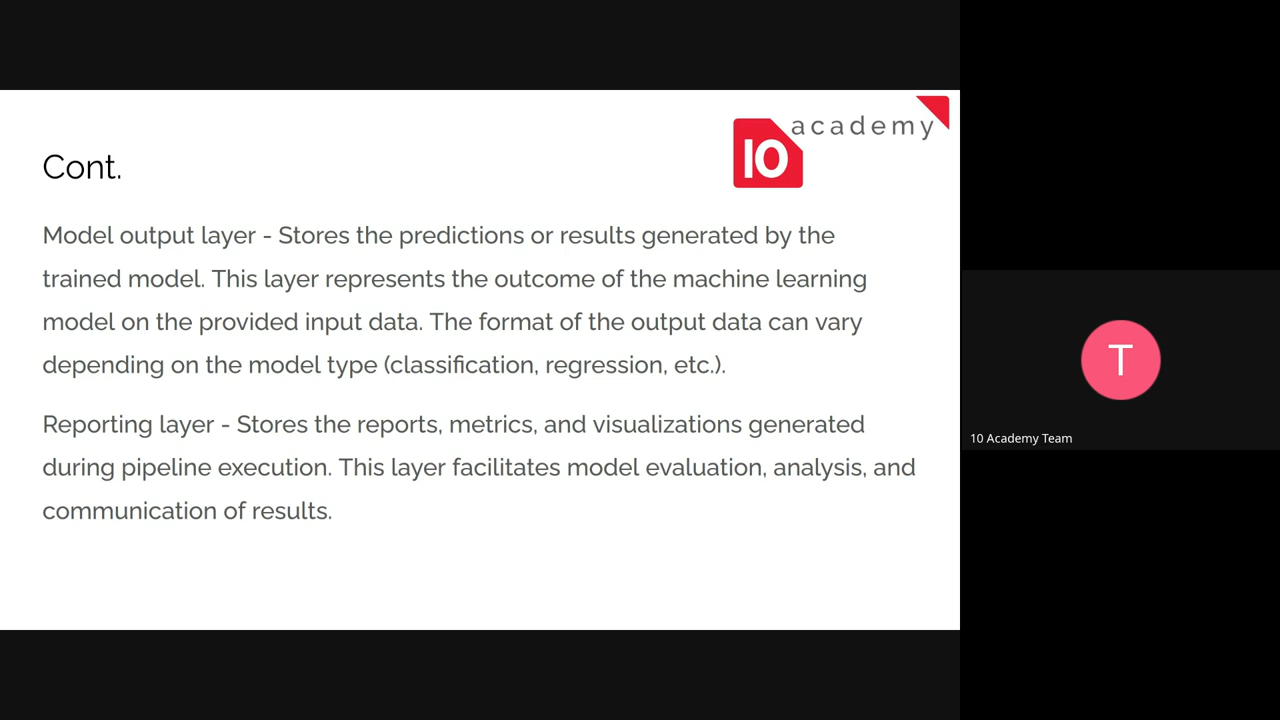 10 academy
Cont.
Model output layer - Stores the predictions or results generated by the
trained model. This layer represents the outcome of the machine learning
model on the provided input data. The format of the output data can vary
depending on the model type (classification, regression, etc.).
Reporting layer - Stores the reports, metrics, and visualizations generated
during pipeline execution. This layer facilitates model evaluation, analysis, and
communication of results.
T
10 Academy Team